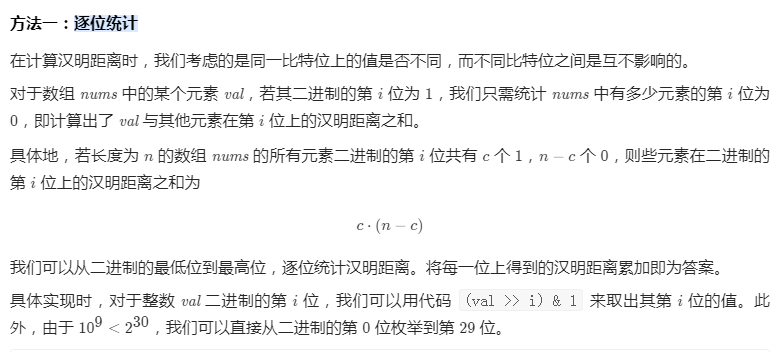 方法一：逐位统计
在计算汉明距离时，我们考虑的是同一比特位上的值是否不同，而不同比特位之间是互不影响的。
对于数组 nums 中的某个元素 val，若其二进制的第 i 位为 1，我们只需统计 nums 中有多少元素的第 i 位为
0，即计算出了 val 与其他元素在第 i 位上的汉明距离之和。
具体地，若长度为 n 的数组 nums 的所有元素二进制的第 i 位共有 c 个 1，n − c 个 0，则些元素在二进制的
第 i 位上的汉明距离之和为
c · (n − c)
我们可以从二进制的最低位到最高位，逐位统计汉明距离。将每一位上得到的汉明距离累加即为答案。
具体实现时，对于整数 val 二进制的第 i 位，我们可以用代码 (val >> i) & 1 来取出其第 i 位的值。此
外，由于 10⁹ < 2³⁰，我们可以直接从二进制的第 0 位枚举到第 29 位。